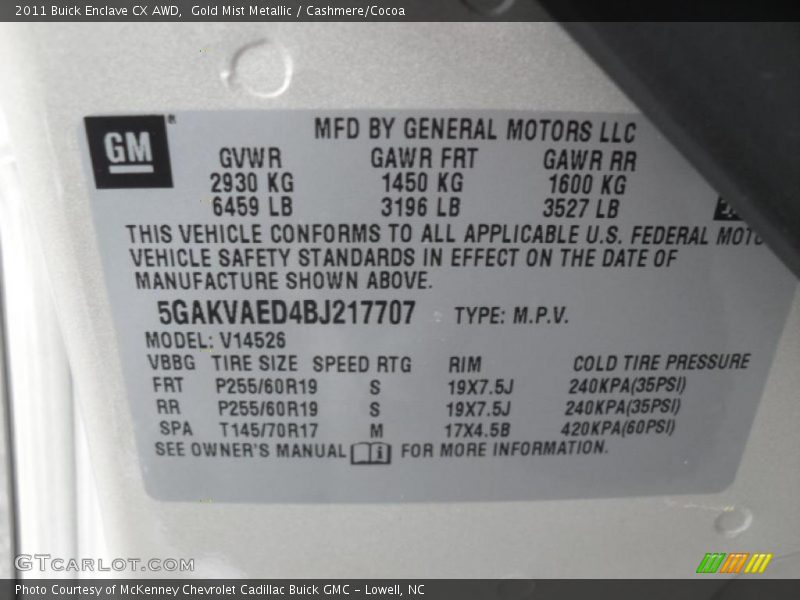 2011 Buick Enclave CX AWD,  Gold Mist Metallic / Cashmere/Cocoa
GM®
MFD BY GENERAL MOTORS LLC
GVWR GAWR FRT GAWR RR
2930 KG 1450 KG 1600 KG
6459 LB 3196 LB 3527 LB
THIS VEHICLE CONFORMS TO ALL APPLICABLE U.S. FEDERAL MOTO
VEHICLE SAFETY STANDARDS IN EFFECT ON THE DATE OF
MANUFACTURE SHOWN ABOVE.
5GAKVAED4BJ217707 TYPE: M.P.V.
MODEL: V14526
VBBG TIRE SIZE SPEED RTG RIM COLD TIRE PRESSURE
FRT P255/60R19 S 19X7.5J 240KPA(35PSI)
RR P255/60R19 S 19X7.5J 240KPA(35PSI)
SPA T145/70R17 M 17X4.5B 420KPA(60PSI)
SEE OWNER'S MANUAL i FOR MORE INFORMATION.
GTCARLOT.COM
Photo Courtesy of McKenney Chevrolet Cadillac Buick GMC - Lowell, NC